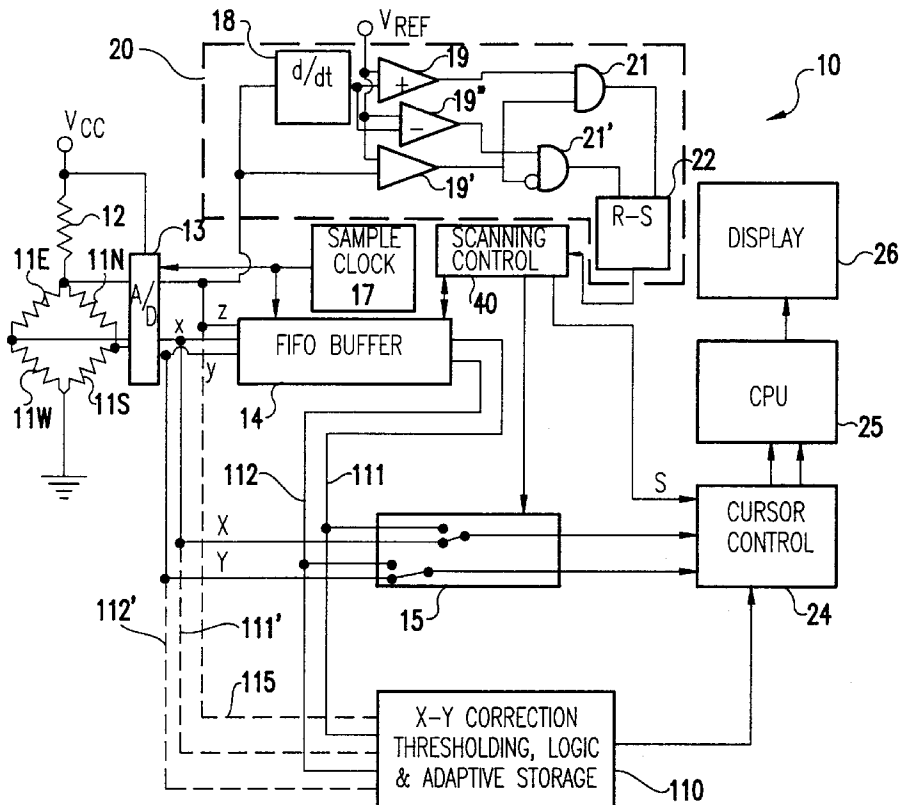 18
V REF
20
d/dt
+
19
21
10
19"
−
21'
V CC
19'
22
R-S
12
13
11E
11N
A/D
SAMPLE
CLOCK
17
SCANNING
CONTROL
40
DISPLAY
26
z
x
y
FIFO BUFFER
14
11W
11S
CPU
25
112
111
S
X
Y
15
CURSOR
CONTROL
24
112'
111'
115
X-Y CORRECTION
THRESHOLDING, LOGIC
& ADAPTIVE STORAGE
110